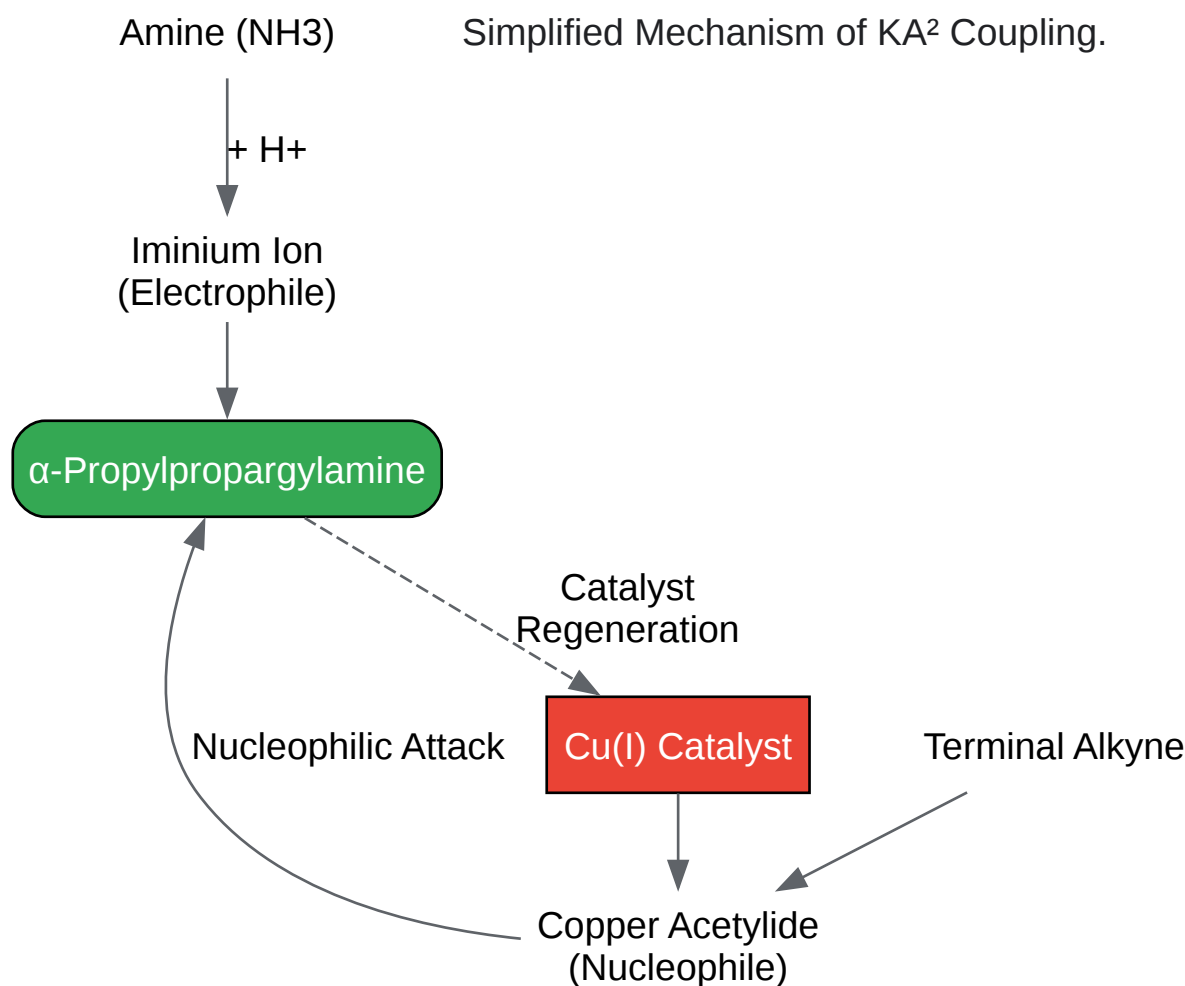 Amine (NH3)
Simplified Mechanism of KA² Coupling.
+ H+
Iminium Ion
(Electrophile)
α-Propylpropargylamine
Catalyst
Regeneration
Nucleophilic Attack
Cu(I) Catalyst
Terminal Alkyne
Copper Acetylide
(Nucleophile)